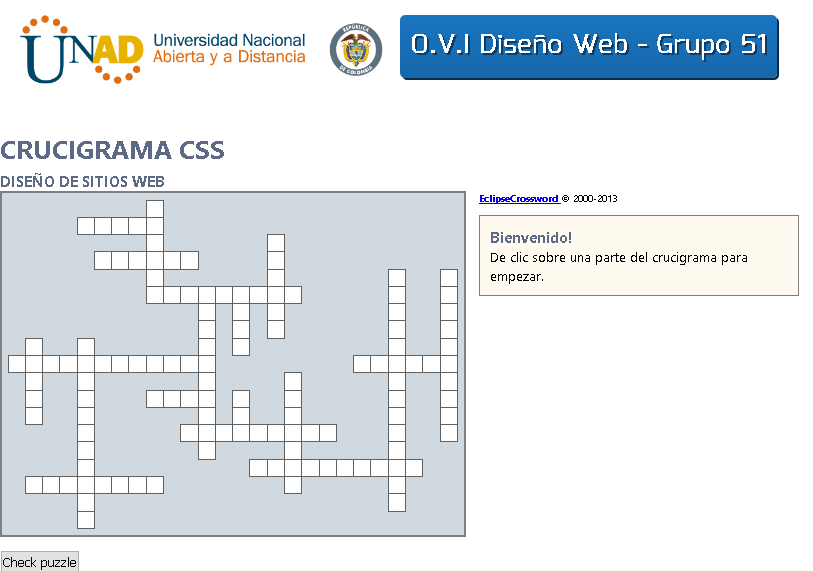 UNAD
Universidad Nacional
Abierta y a Distancia
REPÚBLICA
DE COLOMBIA
O.V.I Diseño Web - Grupo 51
CRUCIGRAMA CSS
DISEÑO DE SITIOS WEB
EclipseCrossword © 2000-2013
Bienvenido!
De clic sobre una parte del crucigrama para
empezar.
Check puzzle